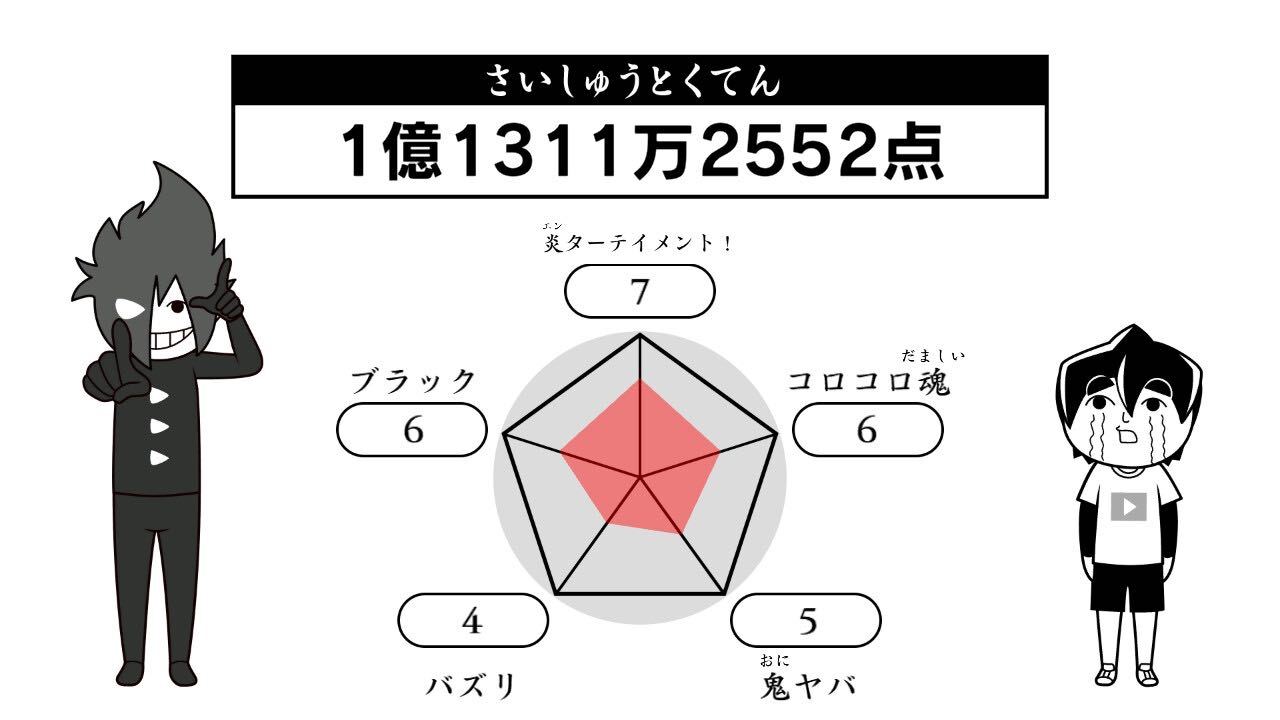 さいしゅうとくてん
1億1311万2552点
エン
炎ターテイメント！
7
だましい
ブラック
コロコロ魂
6
6
4
5
おに
バズリ
鬼ヤバ